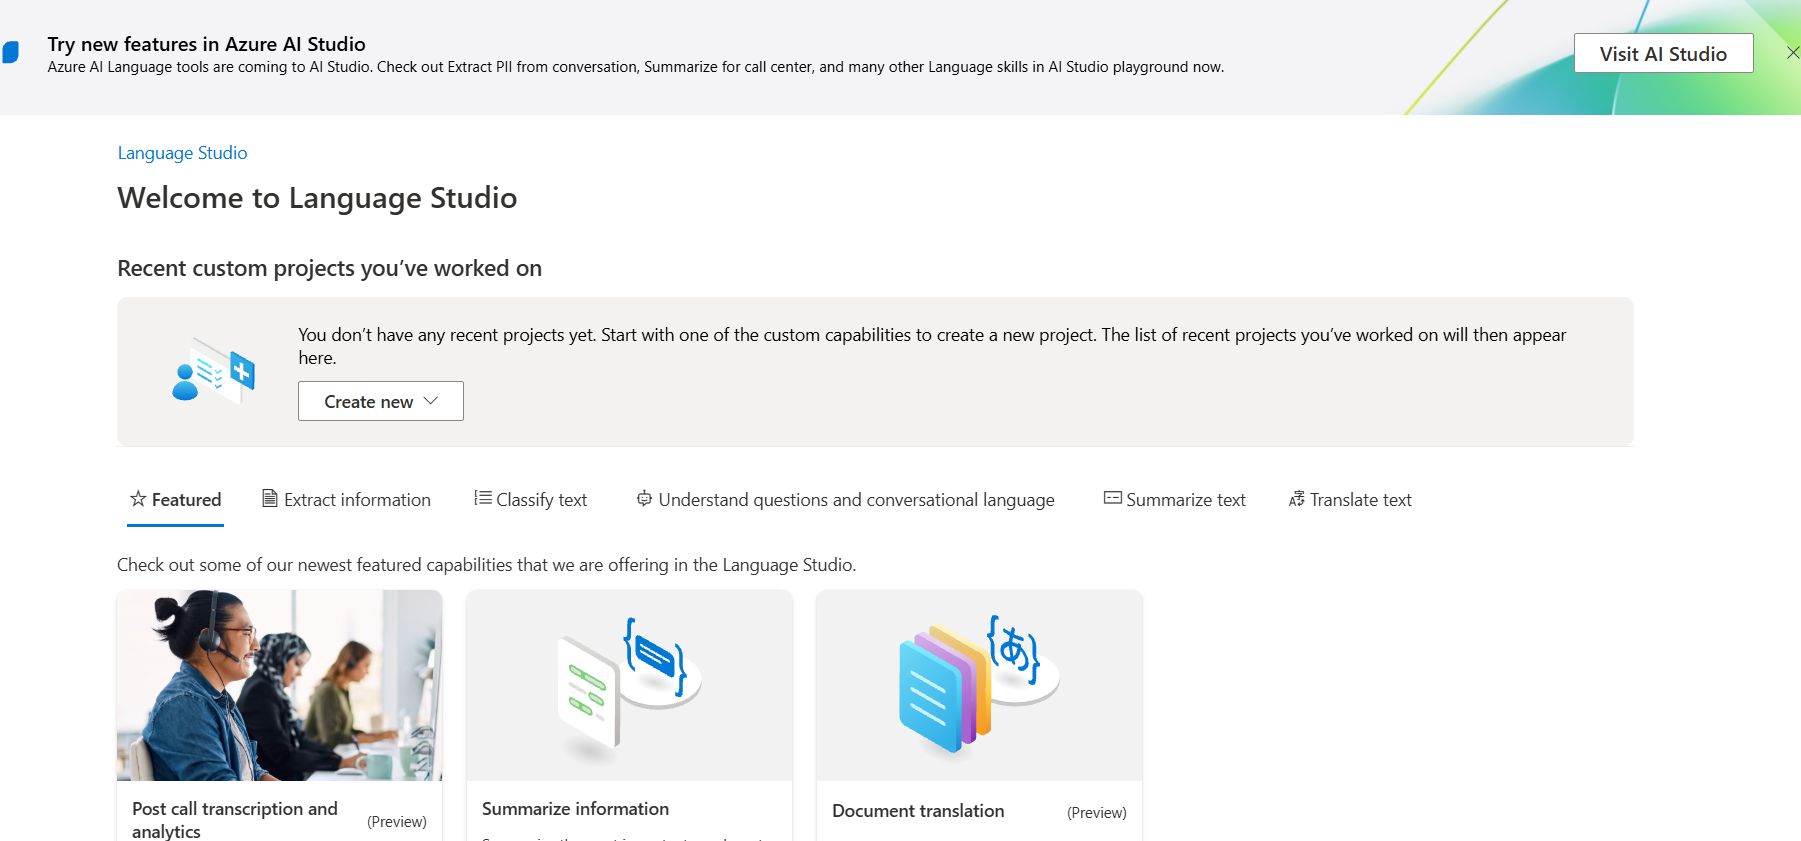 Try new features in Azure AI Studio
Azure AI Language tools are coming to AI Studio. Check out Extract PII from conversation, Summarize for call center, and many other Language skills in AI Studio playground now.
Visit AI Studio
Language Studio
Welcome to Language Studio
Recent custom projects you’ve worked on
You don’t have any recent projects yet. Start with one of the custom capabilities to create a new project. The list of recent projects you’ve worked on will then appear
here.
Create new
Featured
Extract information
Classify text
Understand questions and conversational language
Summarize text
Translate text
Check out some of our newest featured capabilities that we are offering in the Language Studio.
{あ}
Post call transcription and
analytics
(Preview)
Summarize information
Document translation
(Preview)